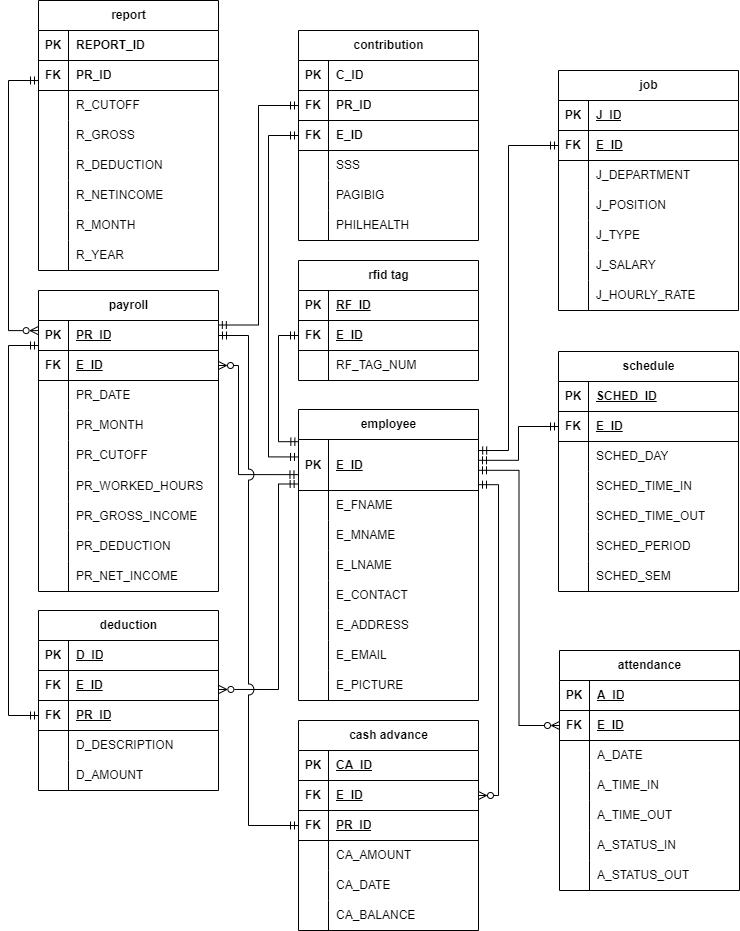 report
PK REPORT_ID
FK PR_ID
R_CUTOFF
R_GROSS
R_DEDUCTION
R_NETINCOME
R_MONTH
R_YEAR
payroll
PK PR_ID
FK E_ID
PR_DATE
PR_MONTH
PR_CUTOFF
PR_WORKED_HOURS
PR_GROSS_INCOME
PR_DEDUCTION
PR_NET_INCOME
deduction
PK D_ID
FK E_ID
FK PR_ID
D_DESCRIPTION
D_AMOUNT
contribution
PK C_ID
FK PR_ID
FK E_ID
SSS
PAGIBIG
PHILHEALTH
rfid tag
PK RF_ID
FK E_ID
RF_TAG_NUM
employee
PK E_ID
E_FNAME
E_MNAME
E_LNAME
E_CONTACT
E_ADDRESS
E_EMAIL
E_PICTURE
cash advance
PK CA_ID
FK E_ID
FK PR_ID
CA_AMOUNT
CA_DATE
CA_BALANCE
job
PK J_ID
FK E_ID
J_DEPARTMENT
J_POSITION
J_TYPE
J_SALARY
J_HOURLY_RATE
schedule
PK SCHED_ID
FK E_ID
SCHED_DAY
SCHED_TIME_IN
SCHED_TIME_OUT
SCHED_PERIOD
SCHED_SEM
attendance
PK A_ID
FK E_ID
A_DATE
A_TIME_IN
A_TIME_OUT
A_STATUS_IN
A_STATUS_OUT